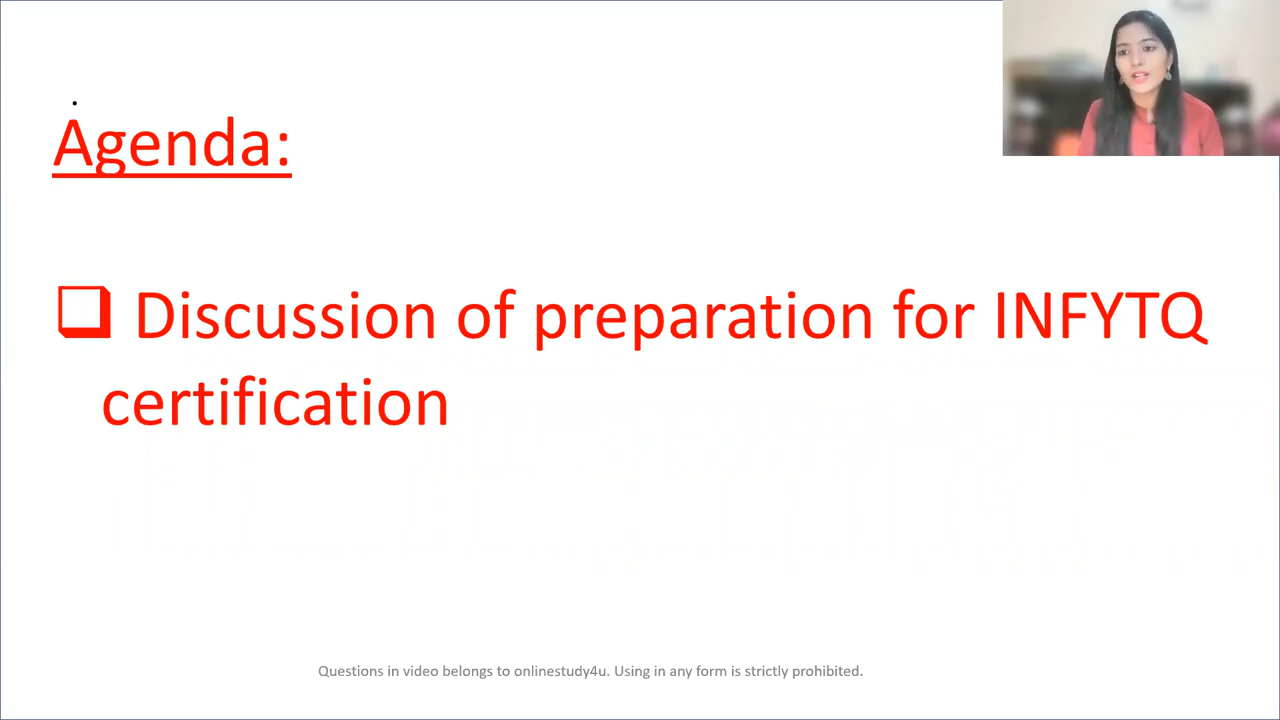 Agenda:
Discussion of preparation for INFYTQ
certification
Questions in video belongs to onlinestudy4u. Using in any form is strictly prohibited.